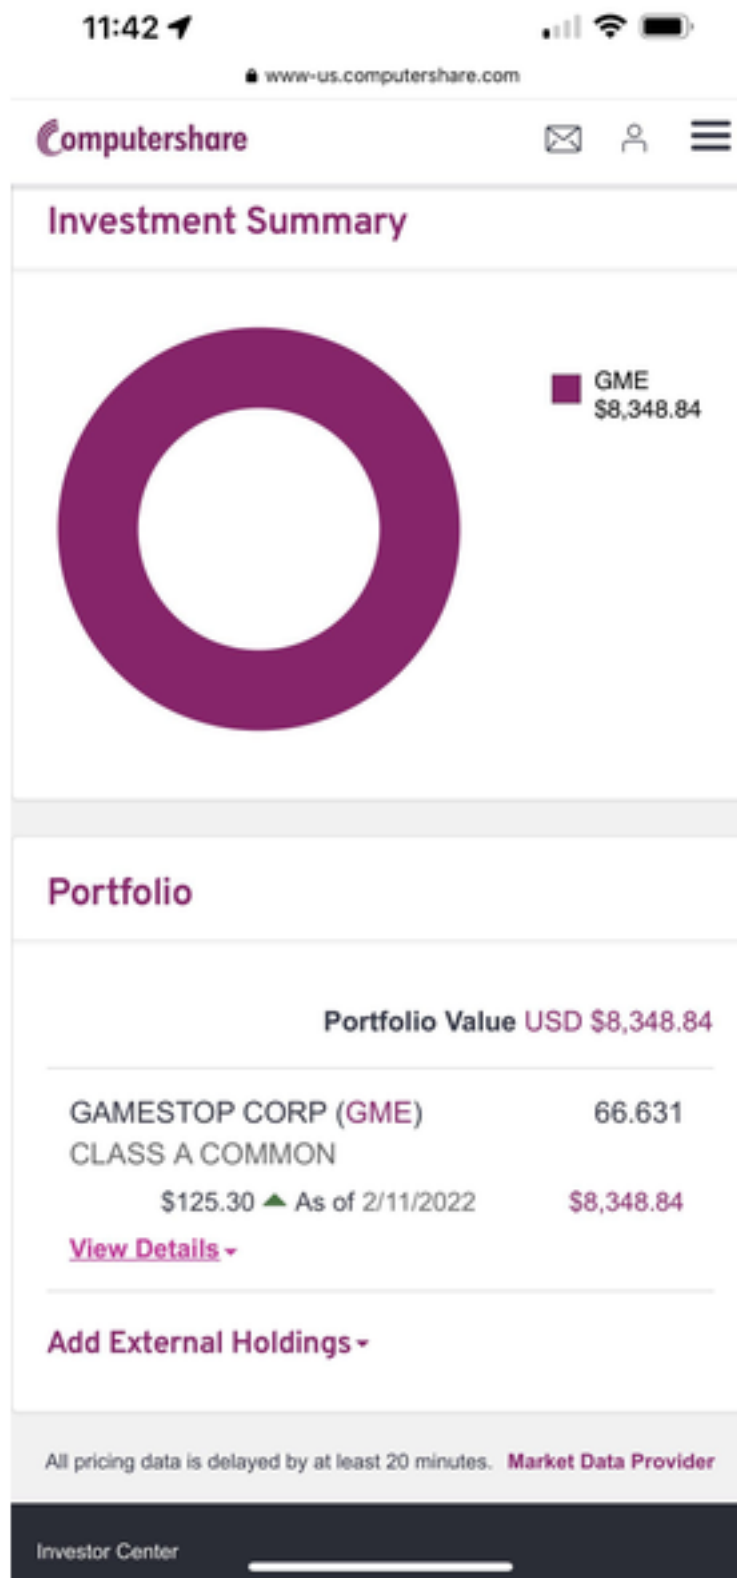 11:42
www-us.computershare.com
Computershare
Investment Summary
GME
$8,348.84
Portfolio
Portfolio Value USD $8,348.84
GAMESTOP CORP (GME) 66.631
CLASS A COMMON
$125.30 As of 2/11/2022 $8,348.84
View Details
Add External Holdings
All pricing data is delayed by at least 20 minutes. Market Data Provider
Investor Center